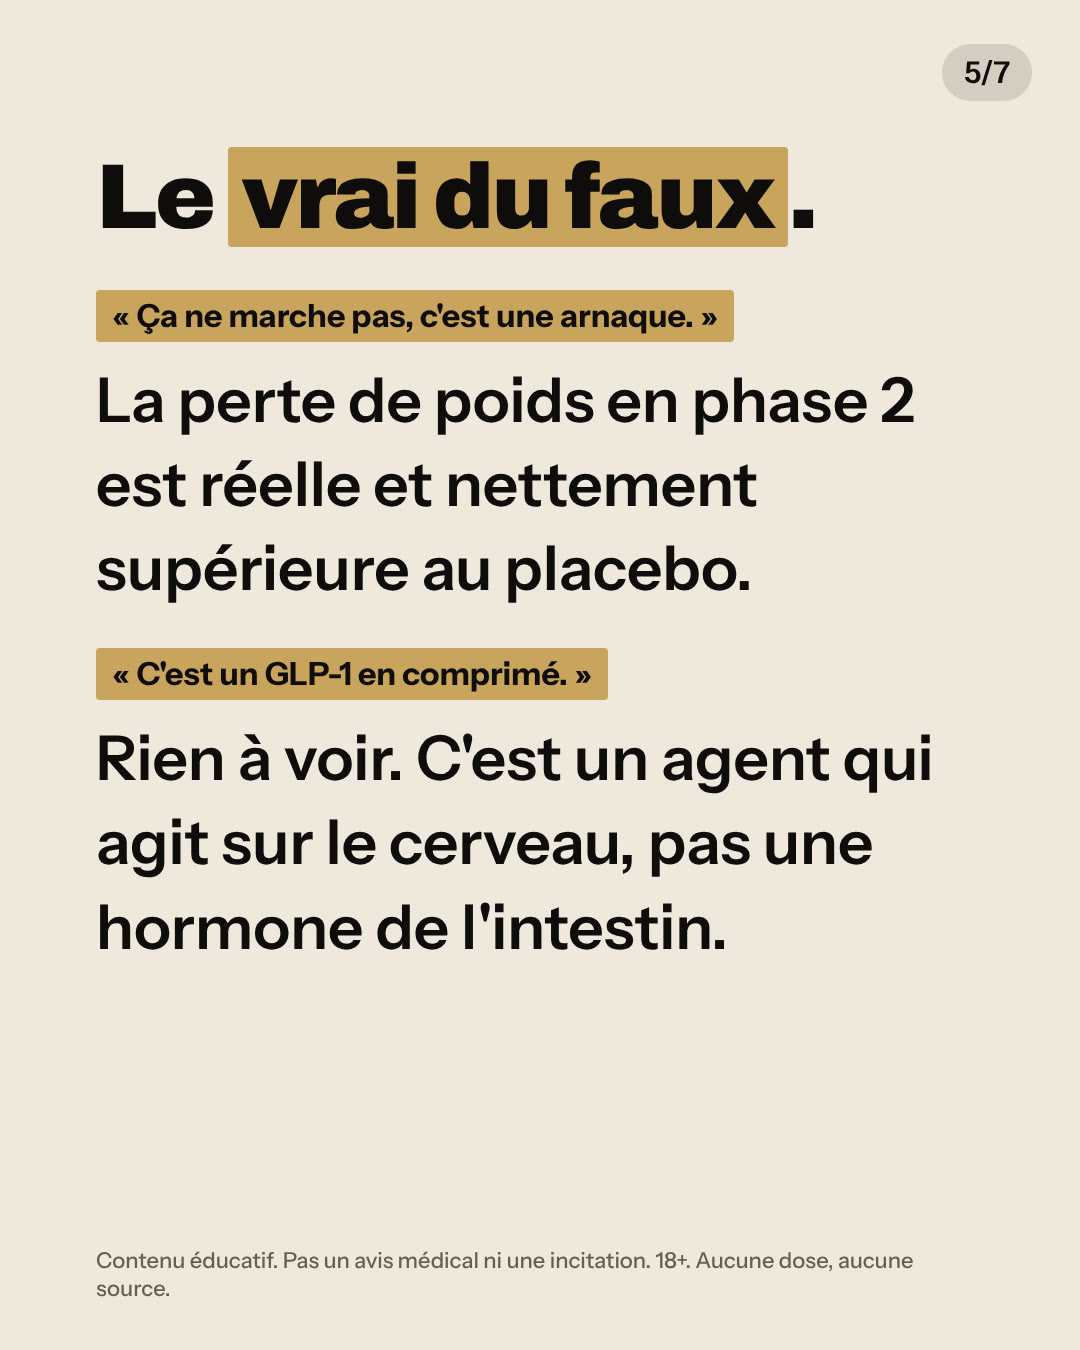 5/7
Le vrai du faux.
« Ça ne marche pas, c'est une arnaque. »
La perte de poids en phase 2
est réelle et nettement
supérieure au placebo.
« C'est un GLP-1 en comprimé. »
Rien à voir. C'est un agent qui
agit sur le cerveau, pas une
hormone de l'intestin.
Contenu éducatif. Pas un avis médical ni une incitation. 18+. Aucune dose, aucune
source.